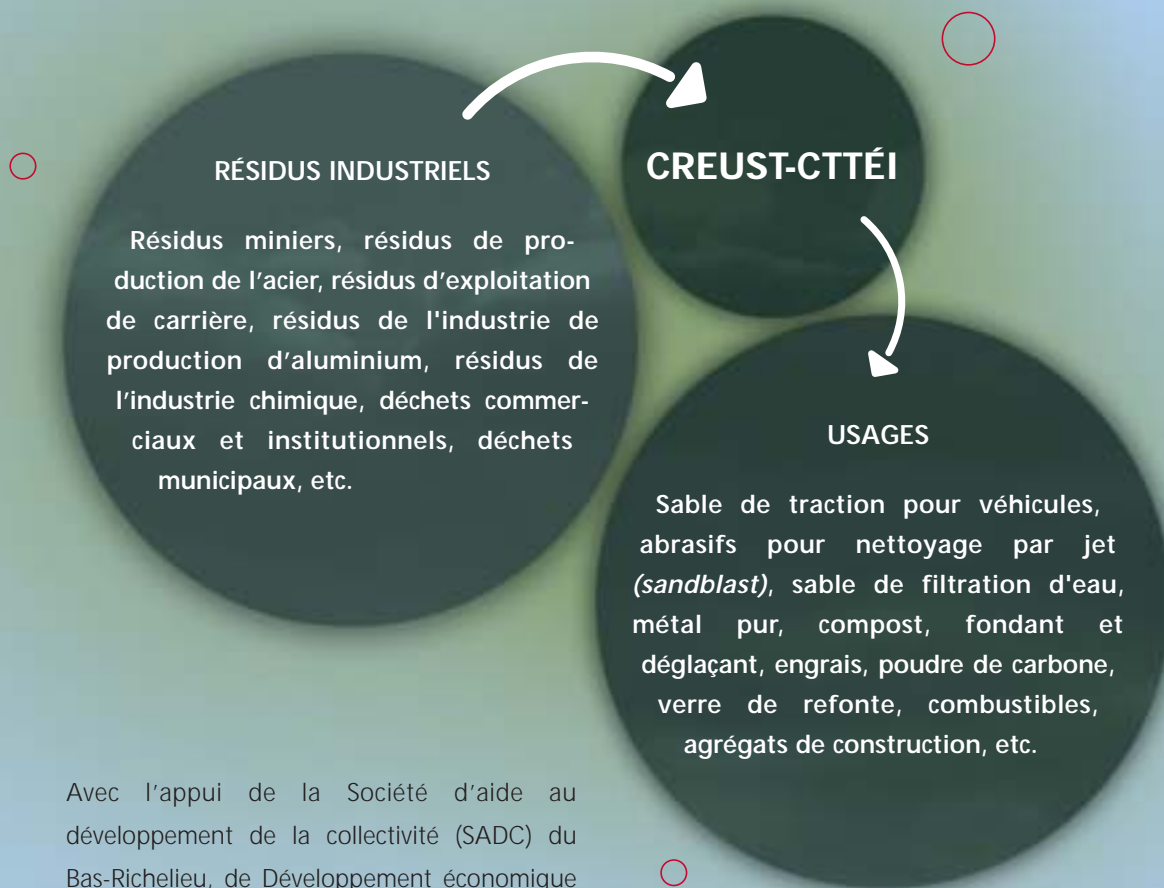 RÉSIDUS INDUSTRIELS
Résidus miniers, résidus de pro-
duction de l'acier, résidus d'exploitation
de carrière, résidus de l'industrie de
production d'aluminium, résidus de
l'industrie chimique, déchets commer-
ciaux et institutionnels, déchets
municipaux, etc.
CREUST-CTTÉI
USAGES
Sable de traction pour véhicules,
abrasifs pour nettoyage par jet
(sandblast), sable de filtration d'eau,
métal pur, compost, fondant et
déglaçant, engrais, poudre de carbone,
verre de refonte, combustibles,
agrégats de construction, etc.
Avec l'appui de la Société d'aide au
développement de la collectivité (SADC) du
Bas-Richelieu, de Développement économique